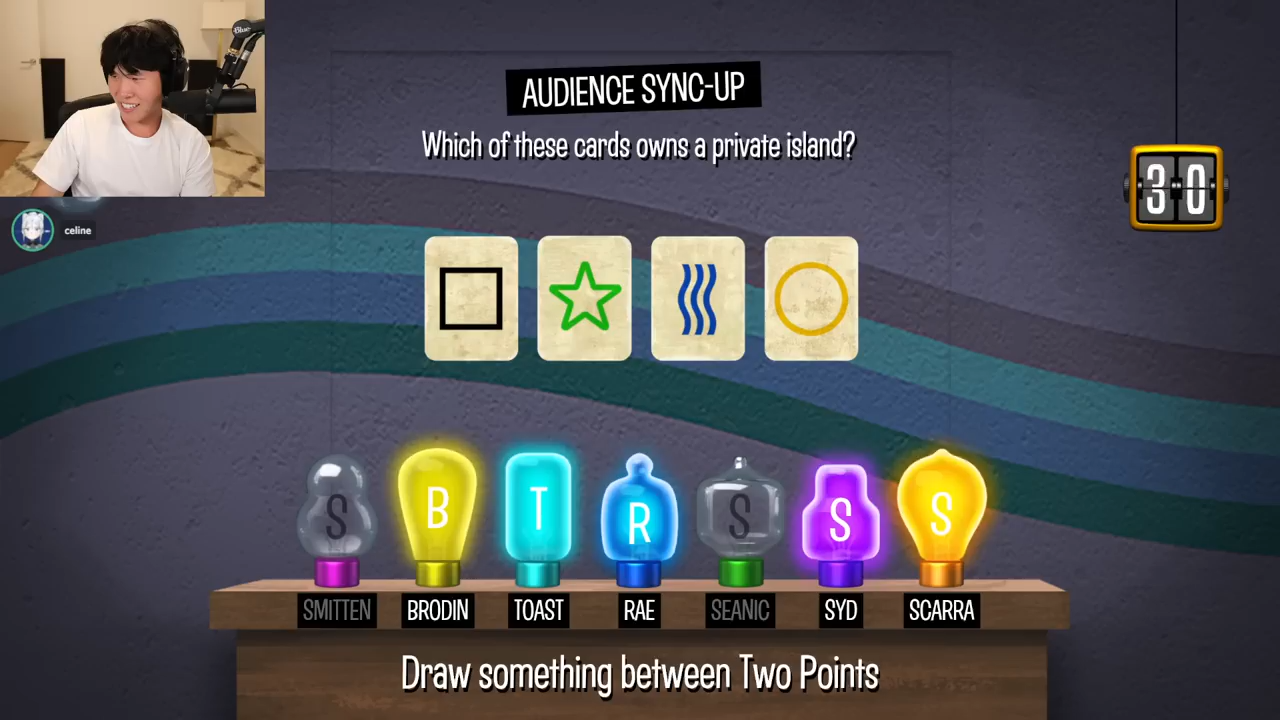 Blue
AUDIENCE SYNC-UP
Which of these cards owns a private island?
30
celine
S B T R S S S
SMITTEN BRODIN TOAST RAE SEANIC SYD SCARRA
Draw something between Two Points